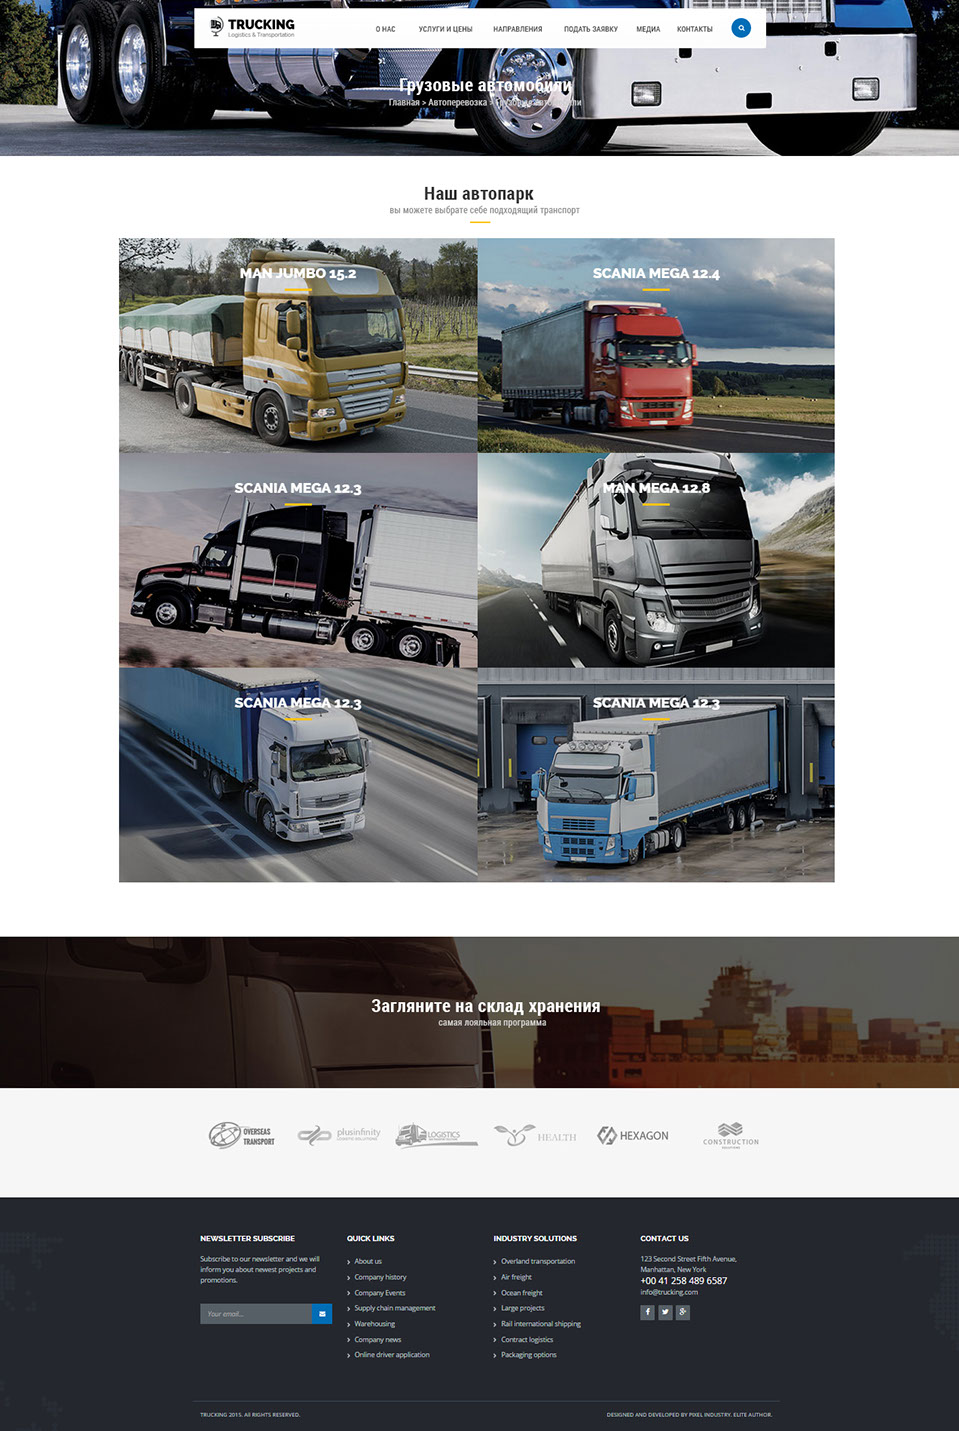 TRUCKING
Logistics & Transportation
О НАС
УСЛУГИ И ЦЕНЫ
НАПРАВЛЕНИЯ
ПОДАТЬ ЗАЯВКУ
МЕДИА
КОНТАКТЫ
Грузовые автомобили
Главная > Автоперевозка > Грузовые автомобили
Наш автопарк
вы можете выбрате себе подходящий транспорт
MAN JUMBO 15.2
SCANIA MEGA 12.4
SCANIA MEGA 12.3
MAN MEGA 12.8
SCANIA MEGA 12.3
SCANIA MEGA 12.3
Загляните на склад хранения
самая лояльная программа
OVERSEAS
TRANSPORT
plusinfinity
LOGISTICS
HEALTH
HEXAGON
CONSTRUCTION
SOLUTIONS
NEWSLETTER SUBSCRIBE
Subscribe to our newsletter and we will
inform you about newest projects and
promotions.
Your email...
QUICK LINKS
About us
Company history
Company Events
Supply chain management
Warehousing
Company news
Online driver application
INDUSTRY SOLUTIONS
Overland transportation
Air freight
Ocean freight
Large projects
Rail international shipping
Contract logistics
Packaging options
CONTACT US
123 Second Street Fifth Avenue,
Manhattan, New York
+00 41 258 489 6587
info@trucking.com
TRUCKING 2015. All RIGHTS RESERVED.
DESIGNED AND DEVELOPED BY PIXEL INDUSTRY. ELITE AUTHOR.